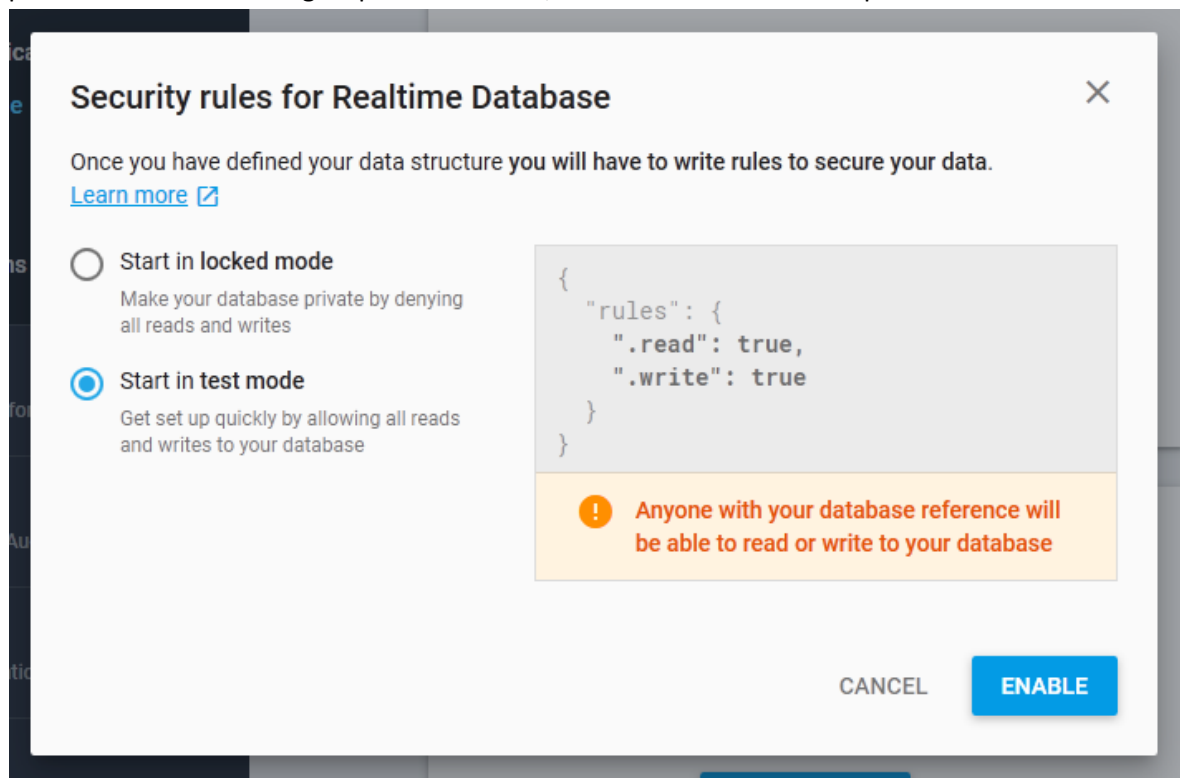 Security rules for Realtime Database
Once you have defined your data structure you will have to write rules to secure your data.
Learn more
Start in locked mode
Make your database private by denying
all reads and writes
Start in test mode
Get set up quickly by allowing all reads
and writes to your database
{
"rules": {
".read": true,
".write": true
}
}
Anyone with your database reference will
be able to read or write to your database
CANCEL
ENABLE